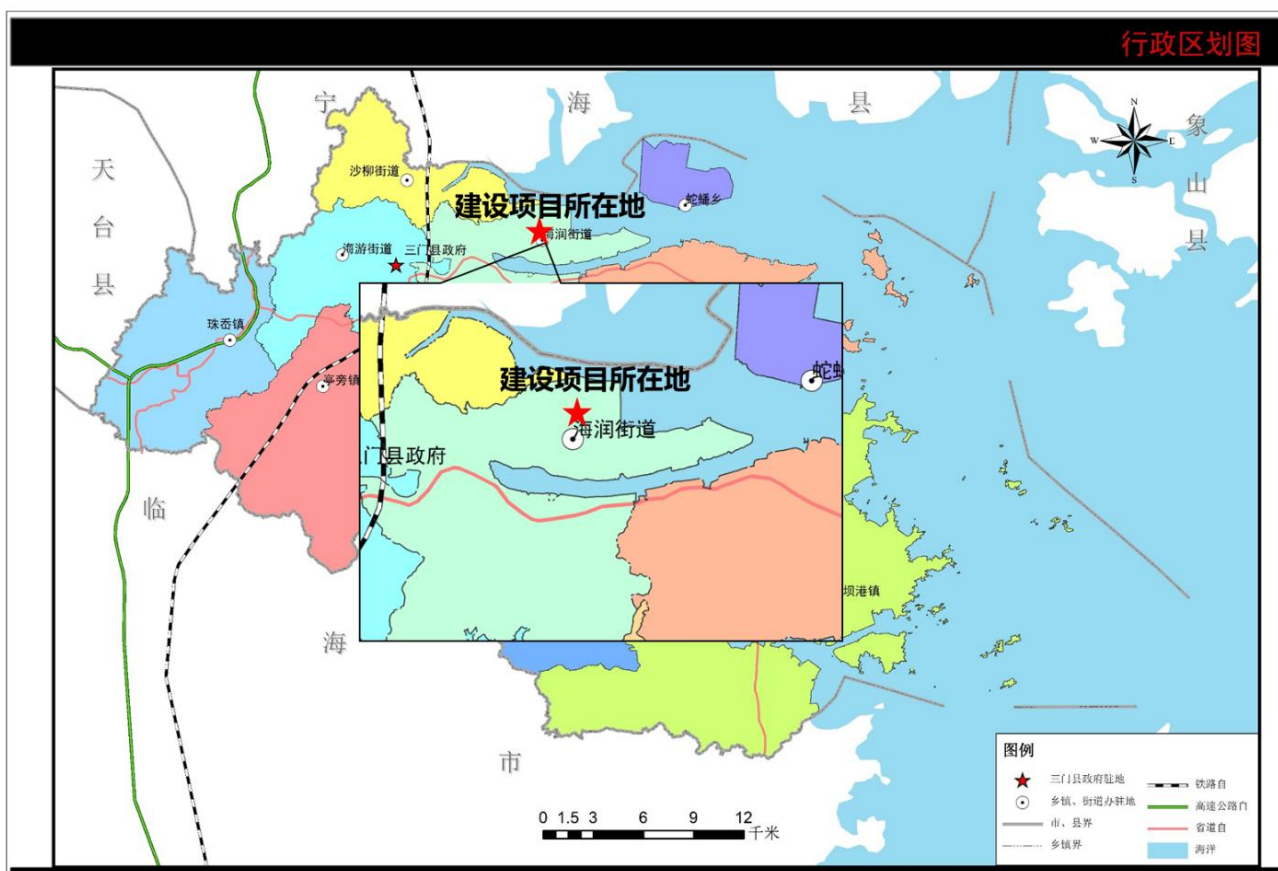 行政区划图
宁
海
县
象
山
县
天
台
县
沙柳街道
蛇蟠乡
建设项目所在地
海润街道
海游街道
三门县政府
珠岙镇
亭旁镇
建设项目所在地
海润街道
门县政府
坝港镇
临
海
市
N
W
E
S
0 1.5 3 6 9 12
千米
图例
三门县政府驻地
乡镇、街道办驻地
市、县界
乡镇界
铁路自
高速公路自
省道自
海洋